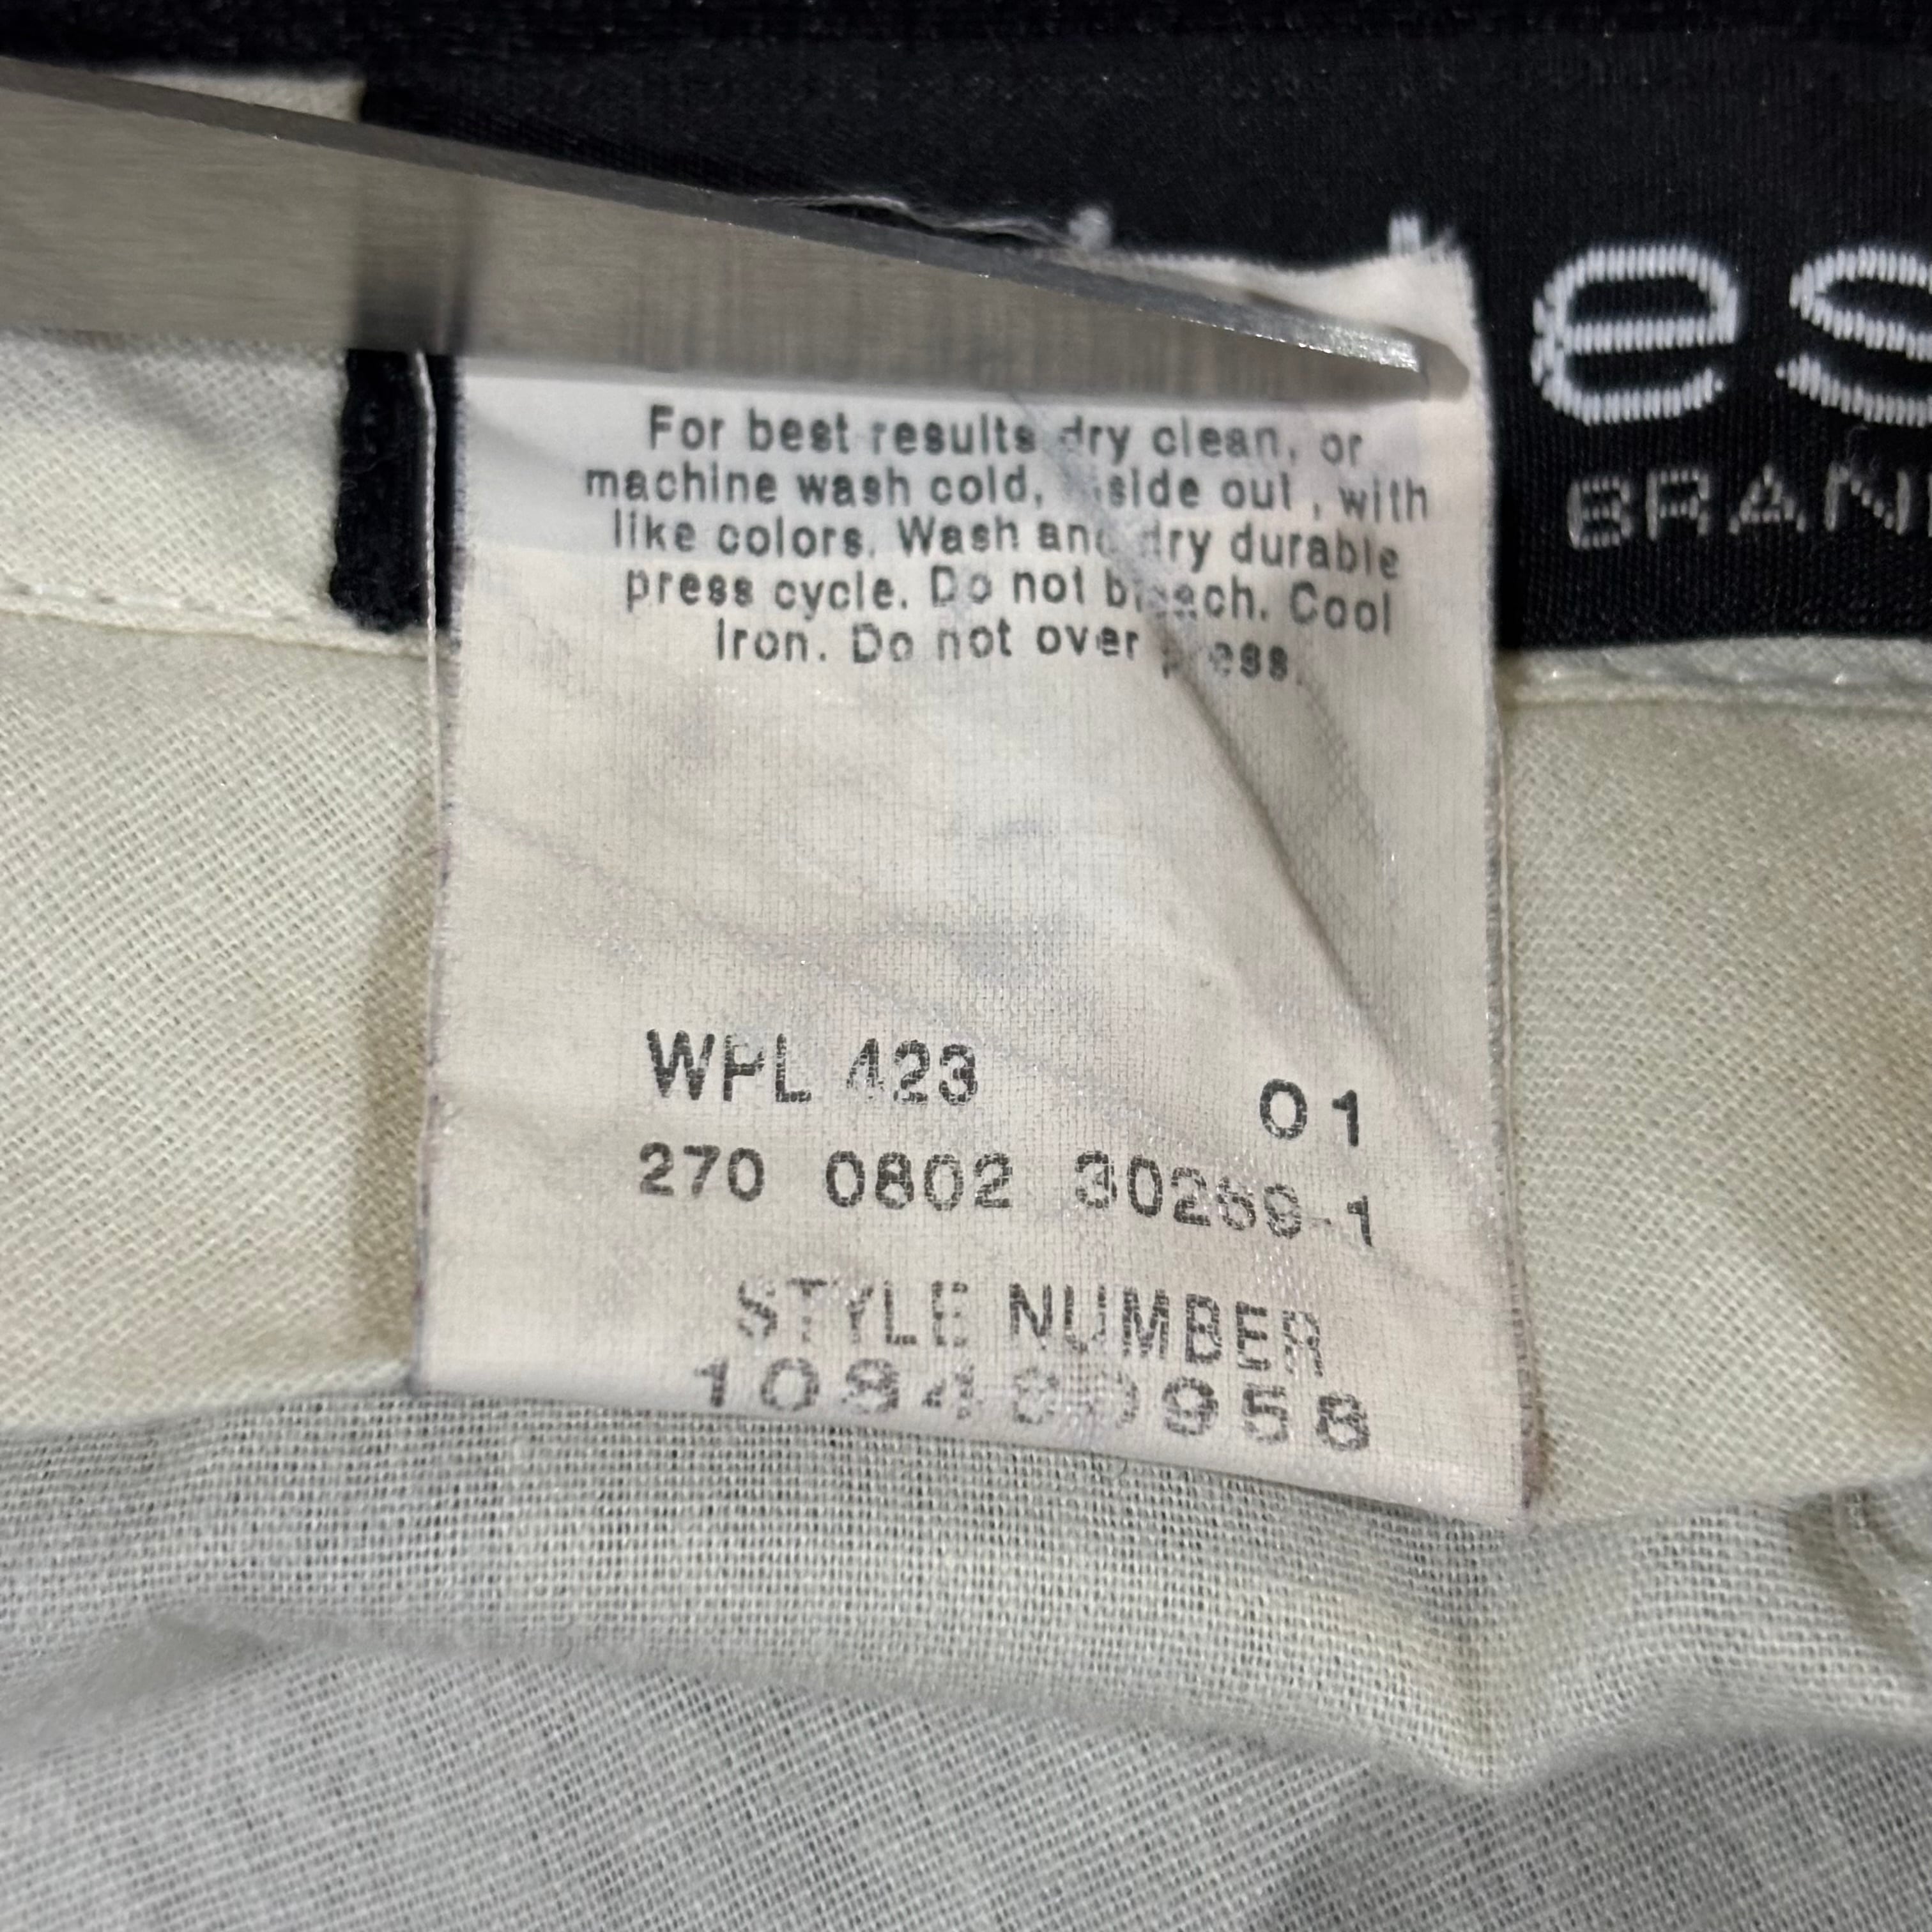 For best results dry clean, or
machine wash cold, inside out, with
like colors. Wash and dry durable
press cycle. Do not bleach. Cool
Iron. Do not over press.
WPL 423 01
270 0802 30269-1
STYLE NUMBER
es
BRAN